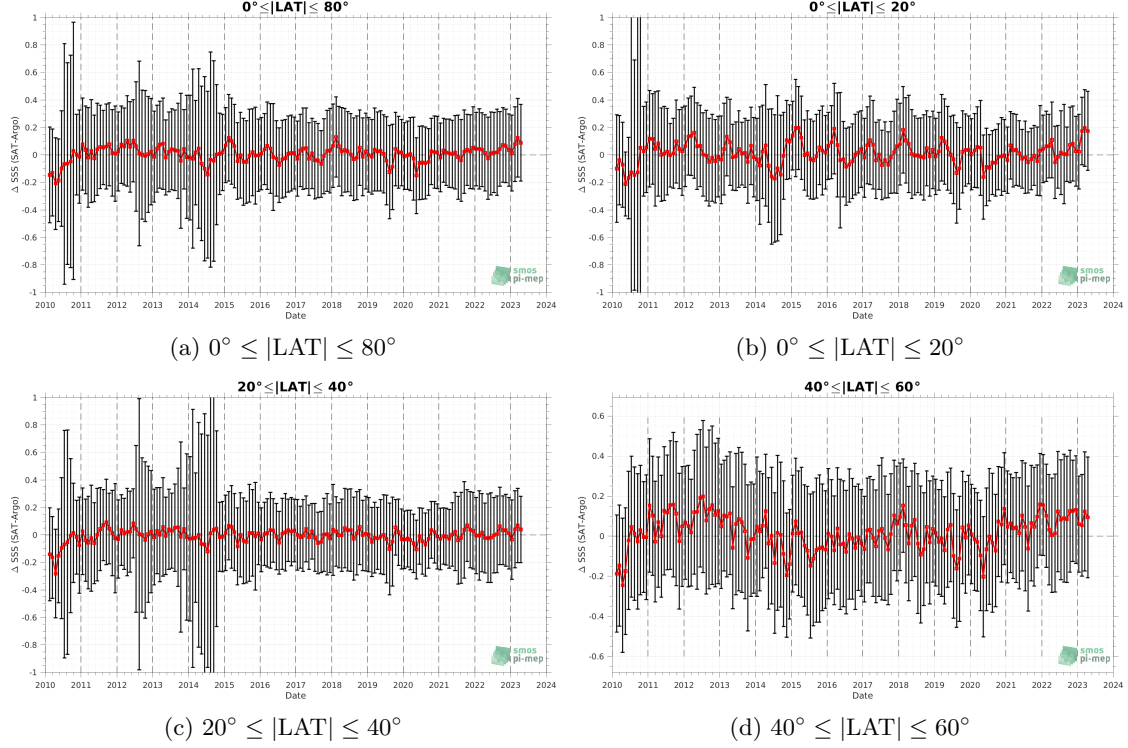 0°≤|LAT|≤ 80°
1
0.8
0.6
0.4
0.2
0
-0.2
-0.4
-0.6
-0.8
-1
Δ SSS (SAT-Argo)
2010 2011 2012 2013 2014 2015 2016 2017 2018 2019 2020 2021 2022 2023 2024
Date
smos
pi-mep
(a) 0° ≤ |LAT| ≤ 80°
0°≤|LAT|≤ 20°
1
0.8
0.6
0.4
0.2
0
-0.2
-0.4
-0.6
-0.8
-1
Δ SSS (SAT-Argo)
2010 2011 2012 2013 2014 2015 2016 2017 2018 2019 2020 2021 2022 2023 2024
Date
smos
pi-mep
(b) 0° ≤ |LAT| ≤ 20°
20°≤|LAT|≤ 40°
1
0.8
0.6
0.4
0.2
0
-0.2
-0.4
-0.6
-0.8
-1
Δ SSS (SAT-Argo)
2010 2011 2012 2013 2014 2015 2016 2017 2018 2019 2020 2021 2022 2023 2024
Date
smos
pi-mep
(c) 20° ≤ |LAT| ≤ 40°
40°≤|LAT|≤ 60°
0.6
0.4
0.2
0
-0.2
-0.4
-0.6
Δ SSS (SAT-Argo)
2010 2011 2012 2013 2014 2015 2016 2017 2018 2019 2020 2021 2022 2023 2024
Date
smos
pi-mep
(d) 40° ≤ |LAT| ≤ 60°